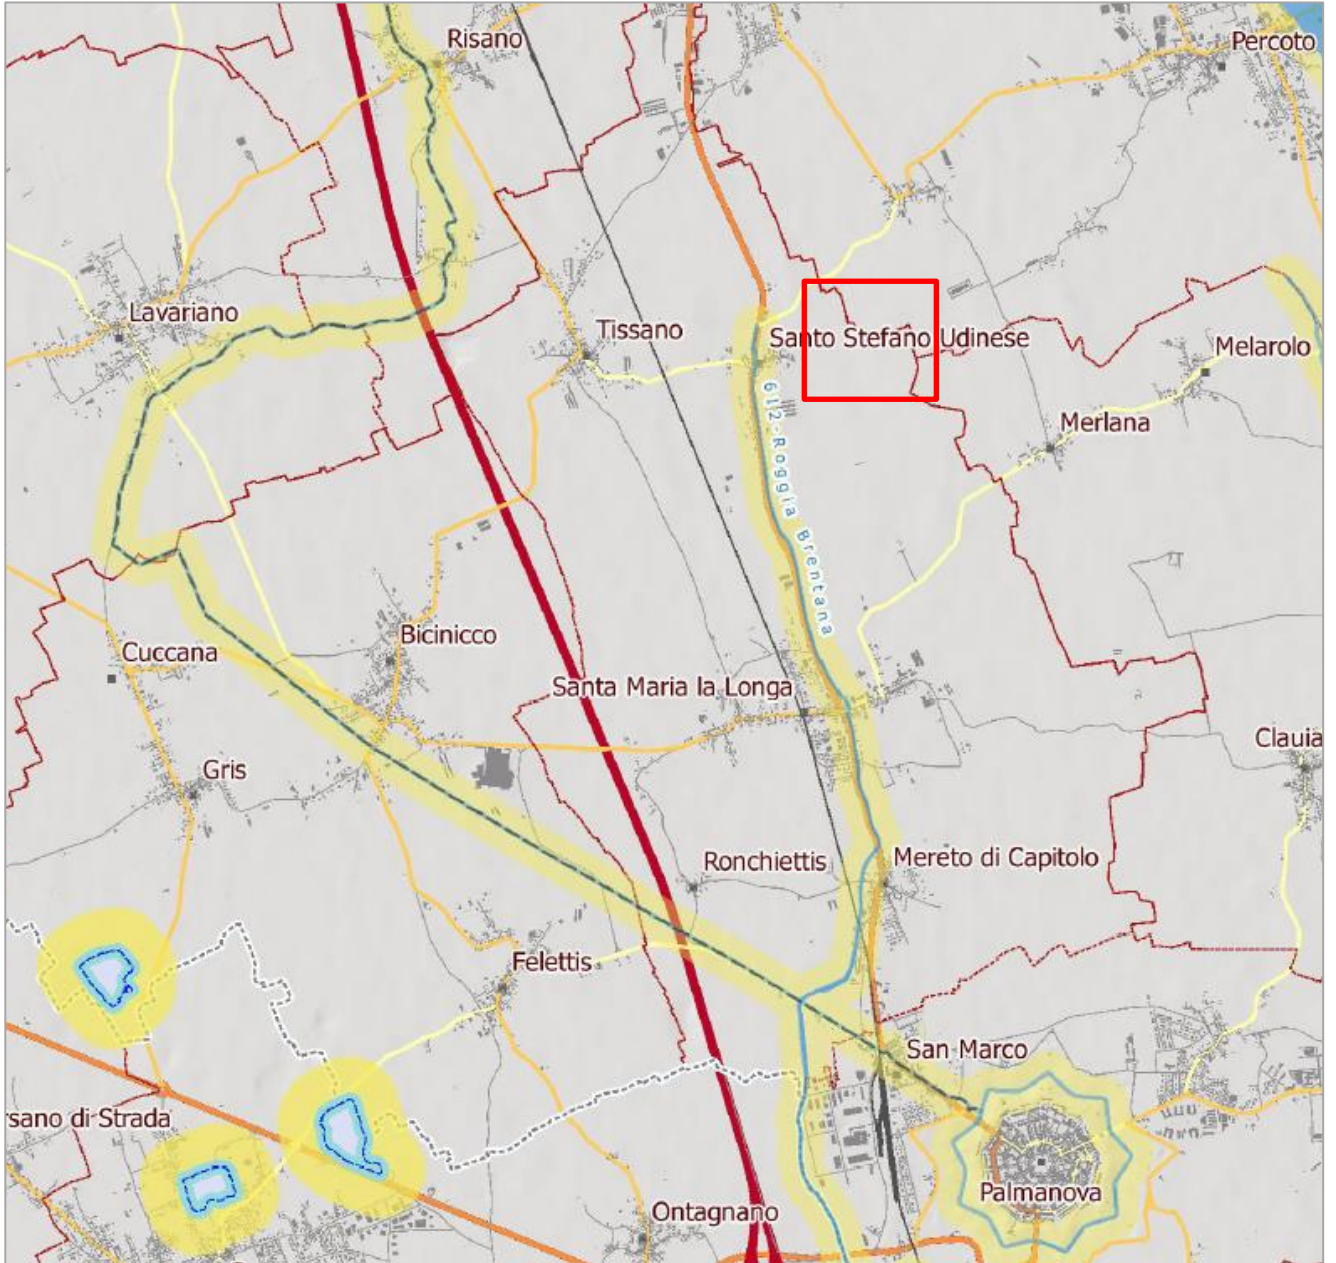 Risano
Percoto
Lavariano
Tissano
Santo Stefano Udinese
Melarolo
Merlana
612-Roggia Brentana
Bicinicco
Cuccana
Santa Maria la Longa
Clauia
Gris
Ronchiettis
Mereto di Capitolo
Felettis
San Marco
rsano di Strada
Palmanova
Ontagnano